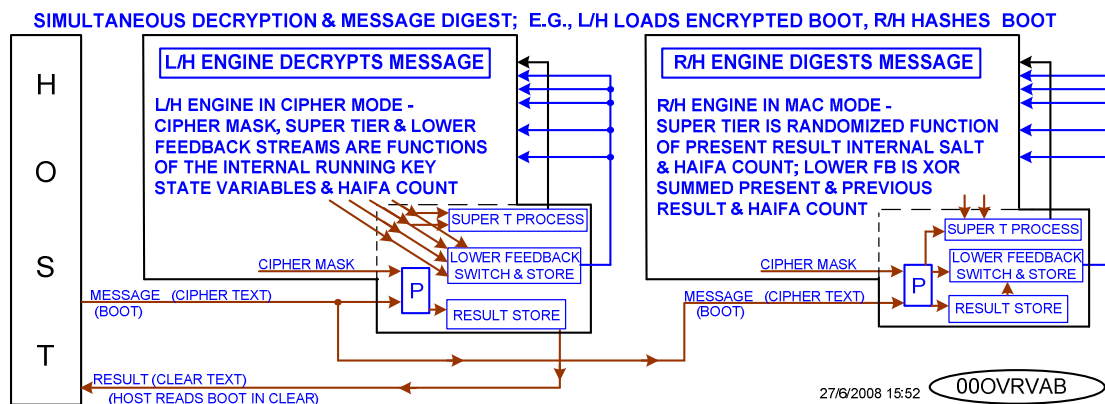 SIMULTANEOUS DECRYPTION & MESSAGE DIGEST; E.G., L/H LOADS ENCRYPTED BOOT, R/H HASHES BOOT
H
O
S
T
L/H ENGINE DECRYPTS MESSAGE
L/H ENGINE IN CIPHER MODE -
CIPHER MASK, SUPER TIER & LOWER
FEEDBACK STREAMS ARE FUNCTIONS
OF THE INTERNAL RUNNING KEY
STATE VARIABLES & HAIFA COUNT
SUPER T PROCESS
LOWER FEEDBACK
SWITCH & STORE
CIPHER MASK
P
MESSAGE (CIPHER TEXT)
(BOOT)
RESULT STORE
RESULT (CLEAR TEXT)
(HOST READS BOOT IN CLEAR)
R/H ENGINE DIGESTS MESSAGE
R/H ENGINE IN MAC MODE -
SUPER TIER IS RANDOMIZED FUNCTION
OF PRESENT RESULT INTERNAL SALT
& HAIFA COUNT; LOWER FB IS XOR
SUMMED PRESENT & PREVIOUS
RESULT & HAIFA COUNT
SUPER T PROCESS
LOWER FEEDBACK
SWITCH & STORE
CIPHER MASK
P
MESSAGE (CIPHER TEXT)
(BOOT)
RESULT STORE
27/6/2008 15:52
00OVRVAB